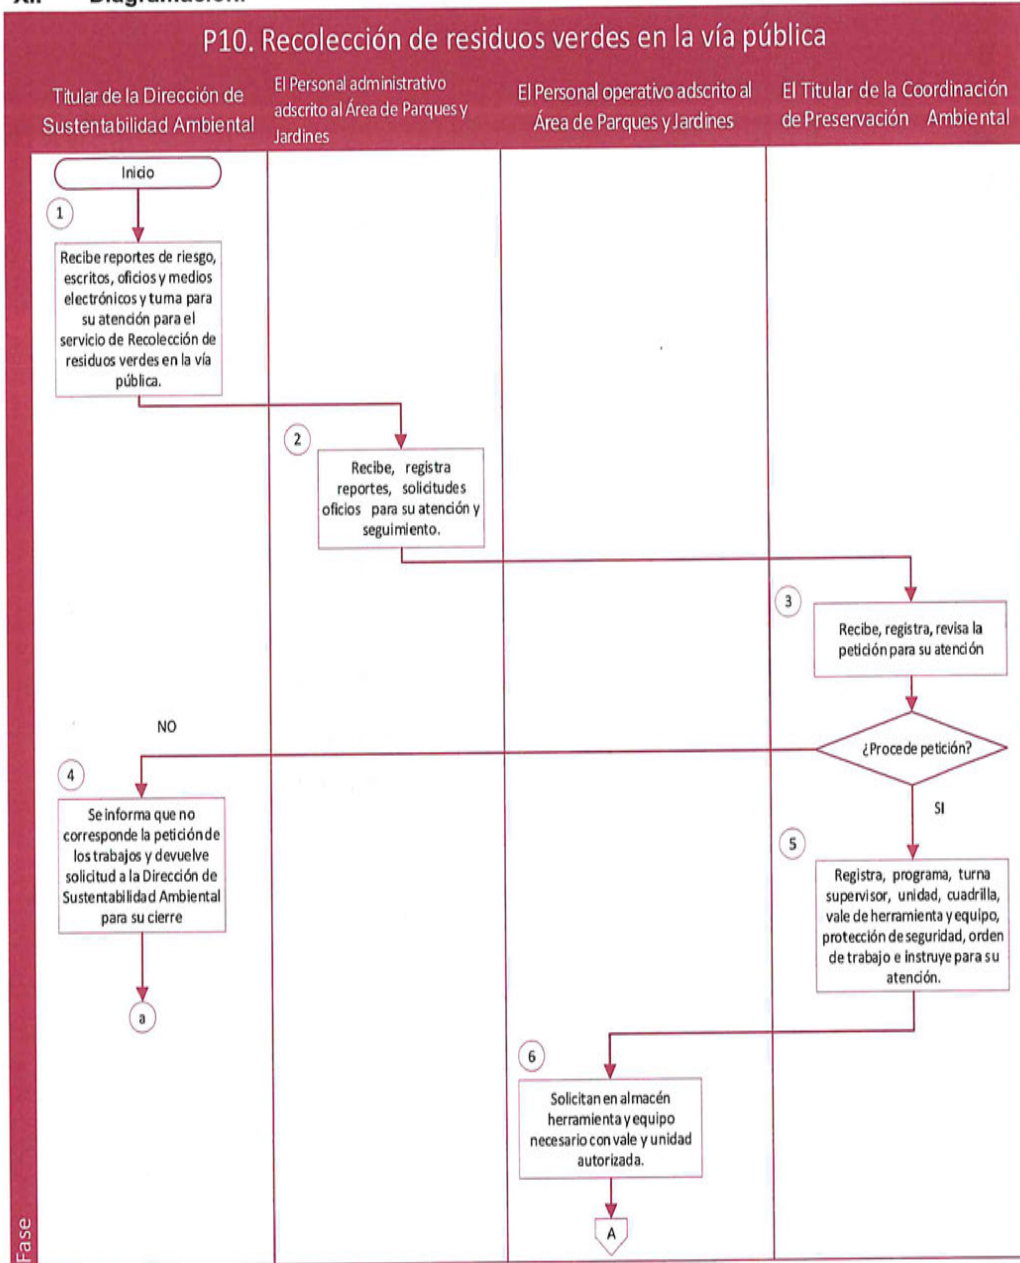 XII. Diagramación.
P10. Recolección de residuos verdes en la vía pública
Titular de la Dirección de
Sustentabilidad Ambiental
El Personal administrativo
adscrito al Área de Parques y
Jardines
El Personal operativo adscrito al
Área de Parques y Jardines
El Titular de la Coordinación
de Preservación Ambiental
Inicio
1
Recibe reportes de riesgo,
escritos, oficios y medios
electrónicos y turna para
su atención para el
servicio de Recolección de
residuos verdes en la vía
pública.
2
Recibe, registra
reportes, solicitudes
oficios para su atención y
seguimiento.
3
Recibe, registra, revisa la
petición para su atención
¿Procede petición?
NO
SI
4
Se informa que no
corresponde la petición de
los trabajos y devuelve
solicitud a la Dirección de
Sustentabilidad Ambiental
para su cierre
a
5
Registra, programa, turna
supervisor, unidad, cuadrilla,
vale de herramienta y equipo,
protección de seguridad, orden
de trabajo e instruye para su
atención.
6
Solicitan en almacén
herramienta y equipo
necesario con vale y unidad
autorizada.
A
Fase